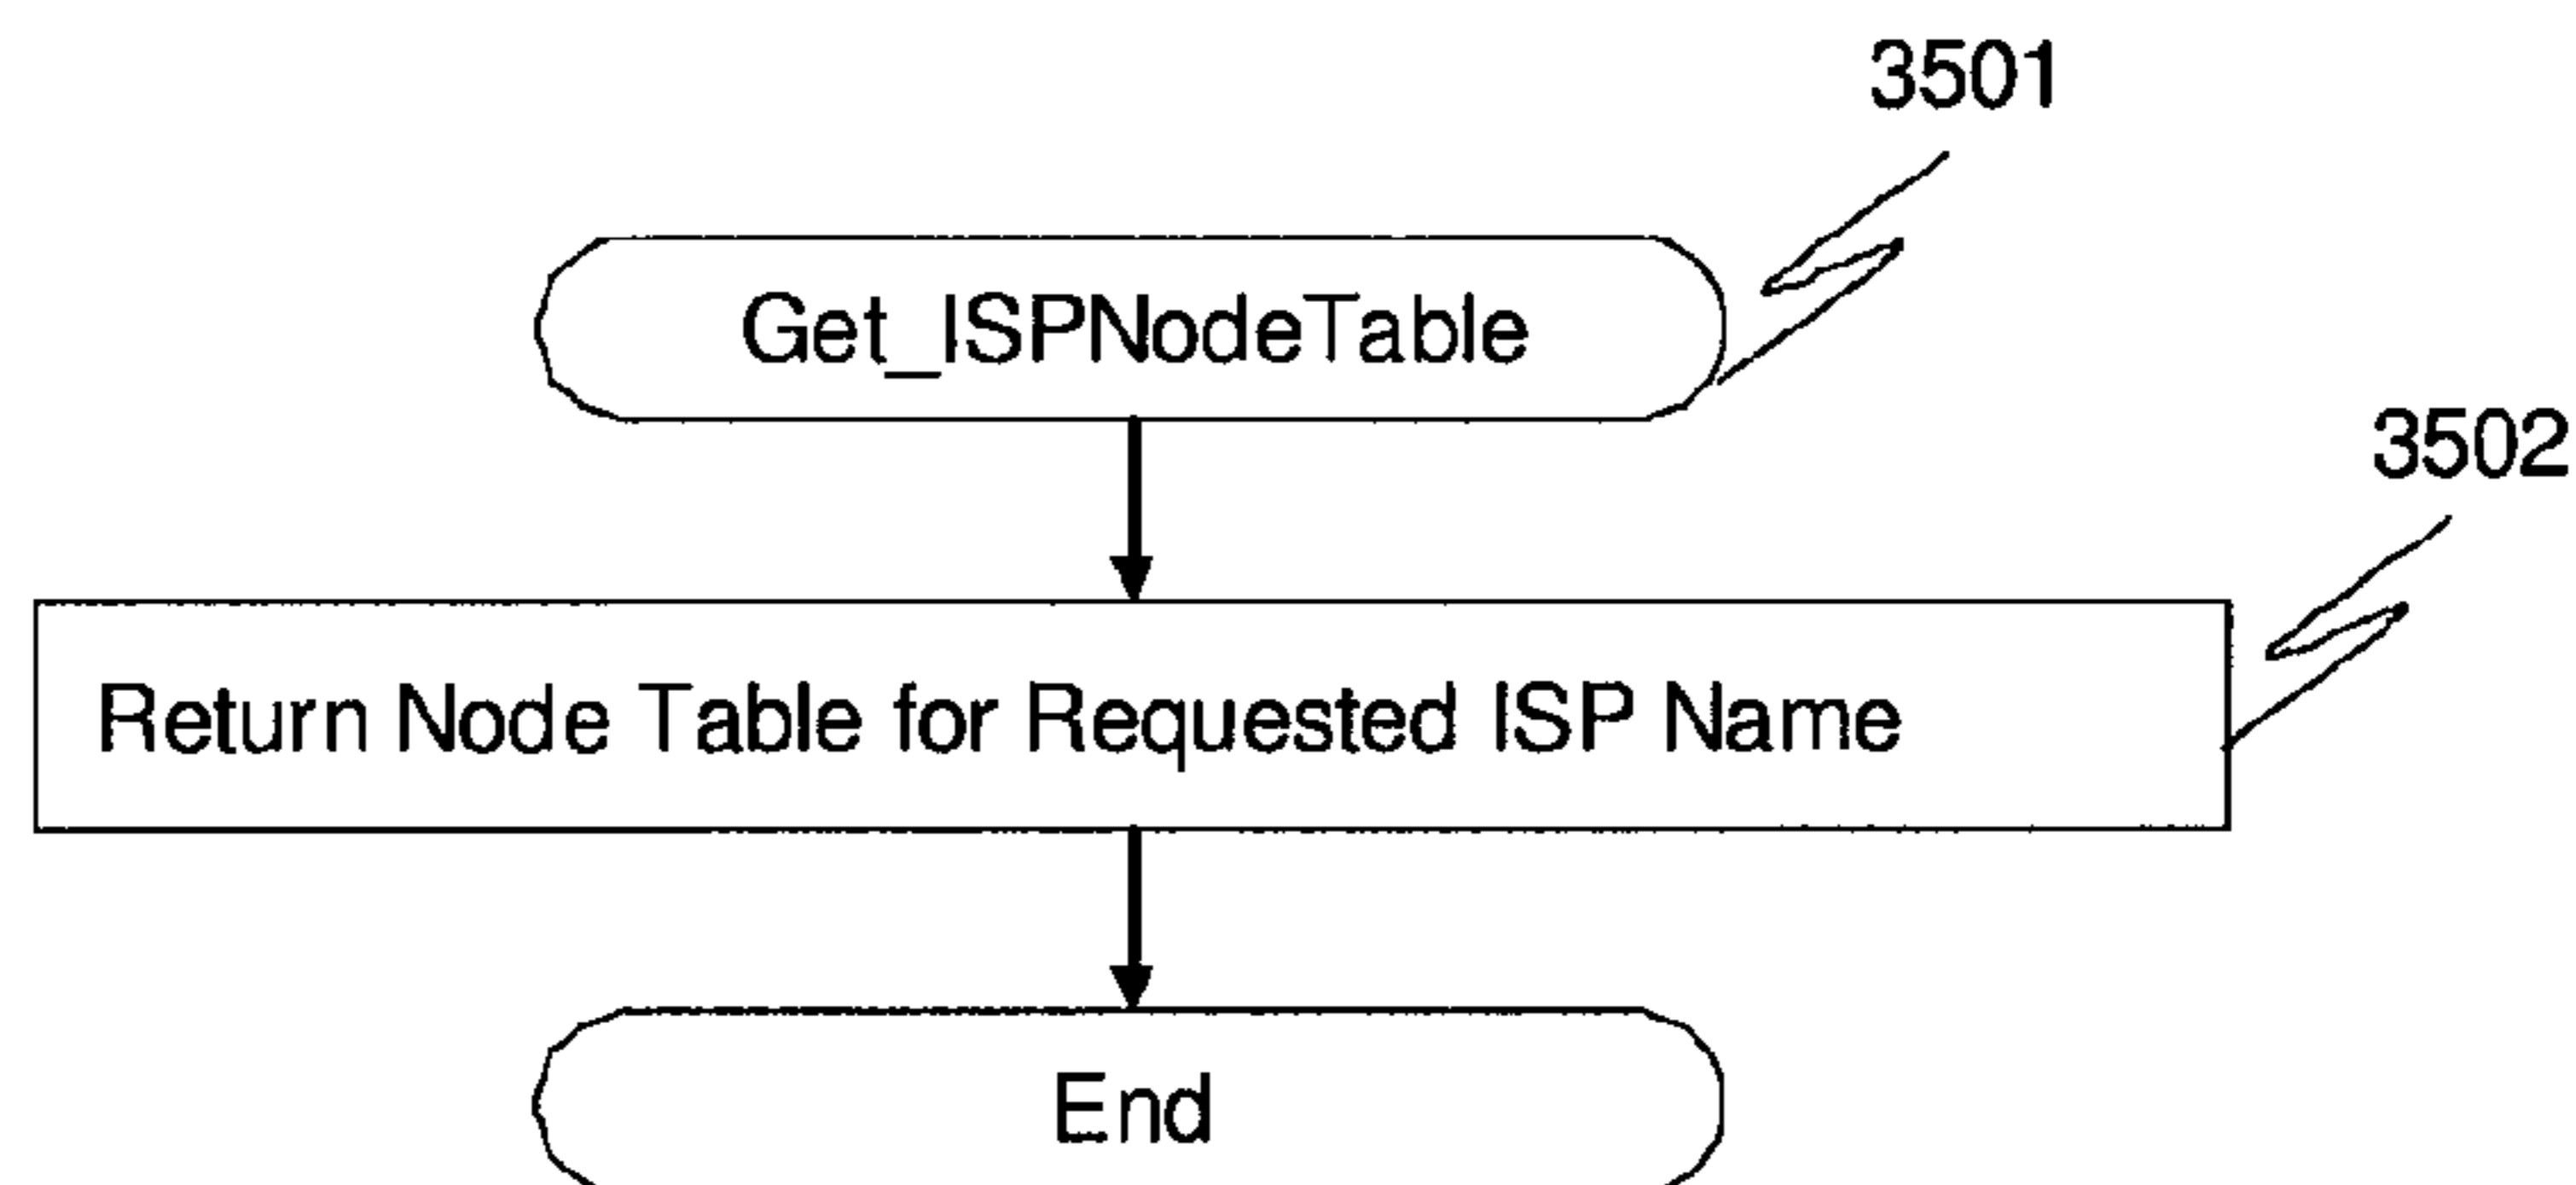 3501
Get_ISPNodeTable
3502
Return Node Table for Requested ISP Name
End